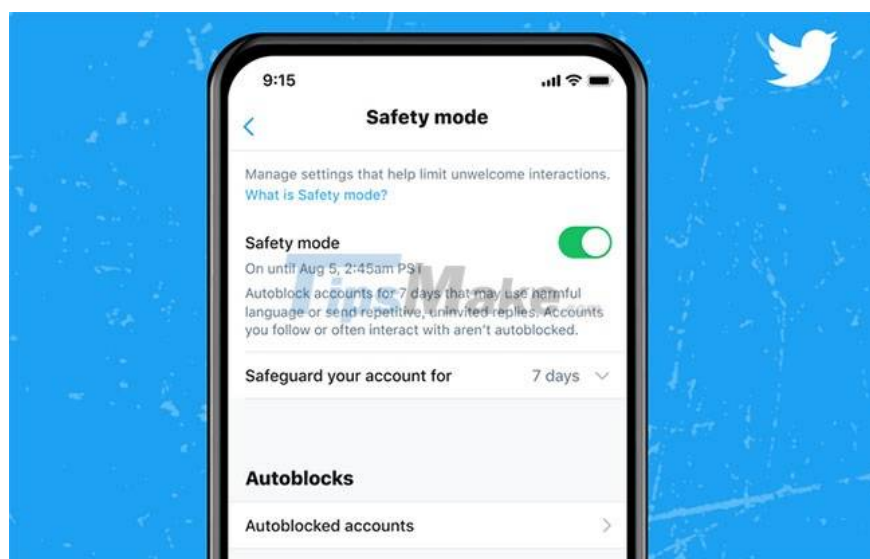 9:15
Safety mode
Manage settings that help limit unwelcome interactions.
What is Safety mode?
Safety mode
On until Aug 5, 2:45am PST
Autoblock accounts for 7 days that may use harmful
language or send repetitive, uninvited replies. Accounts
you follow or often interact with aren't autoblocked.
TipsMake.com
Safeguard your account for 7 days
Autoblocks
Autoblocked accounts